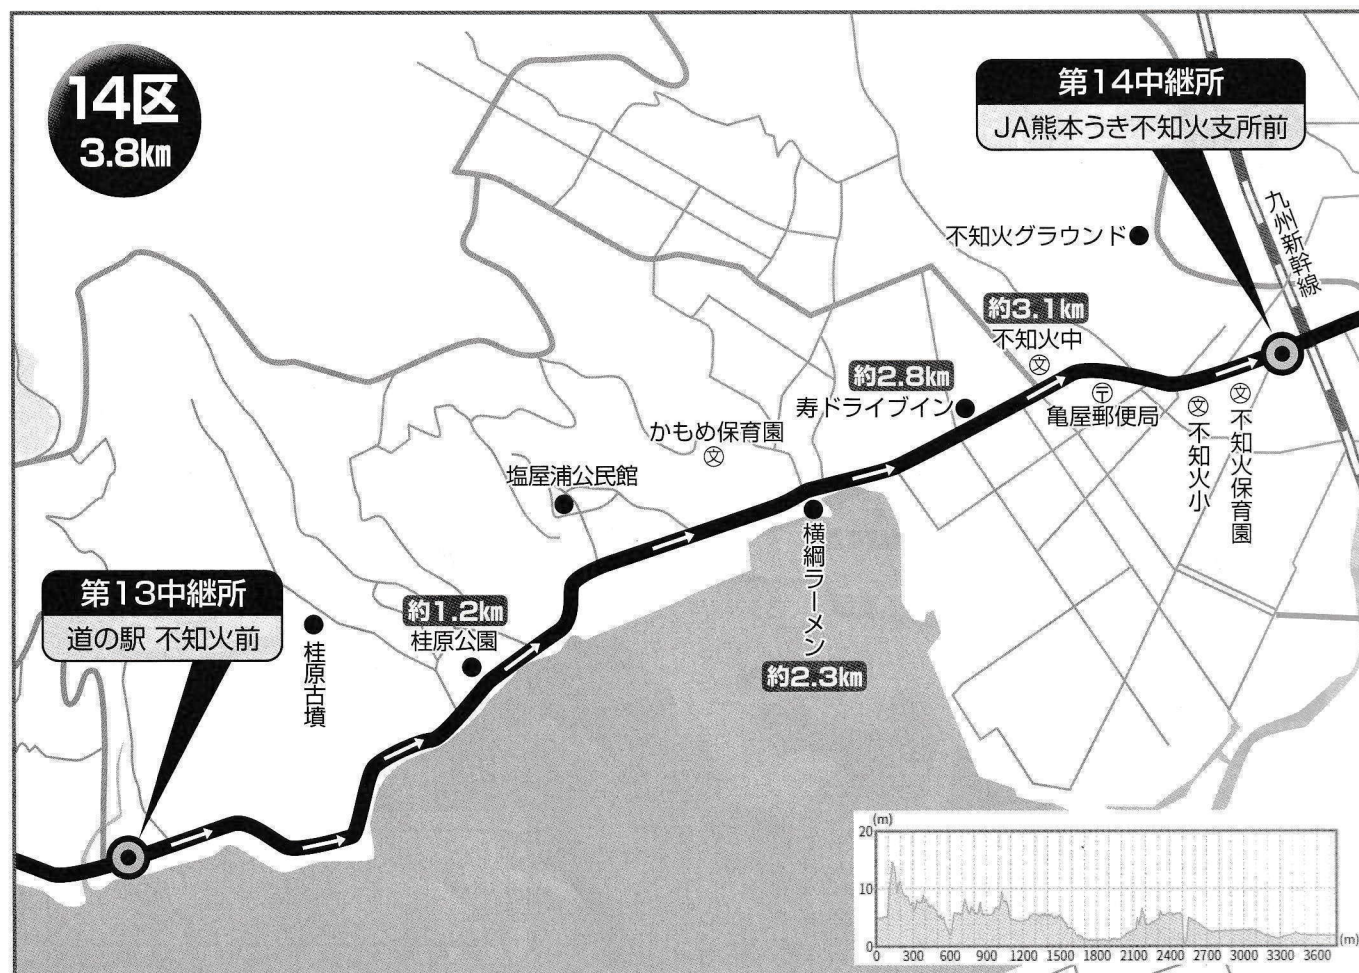 14区
3.8km
第14中継所
JA熊本うき不知火支所前
九州新幹線
不知火グラウンド
約3.1km
不知火中
文
約2.8km
寿ドライブイン
〒
亀屋郵便局
文
不知火小
文
不知火保育園
かもめ保育園
文
塩屋浦公民館
横綱ラーメン
約2.3km
第13中継所
道の駅 不知火前
桂原古墳
約1.2km
桂原公園
(m)
20
10
0
0 300 600 900 1200 1500 1800 2100 2400 2700 3000 3300 3600
(m)